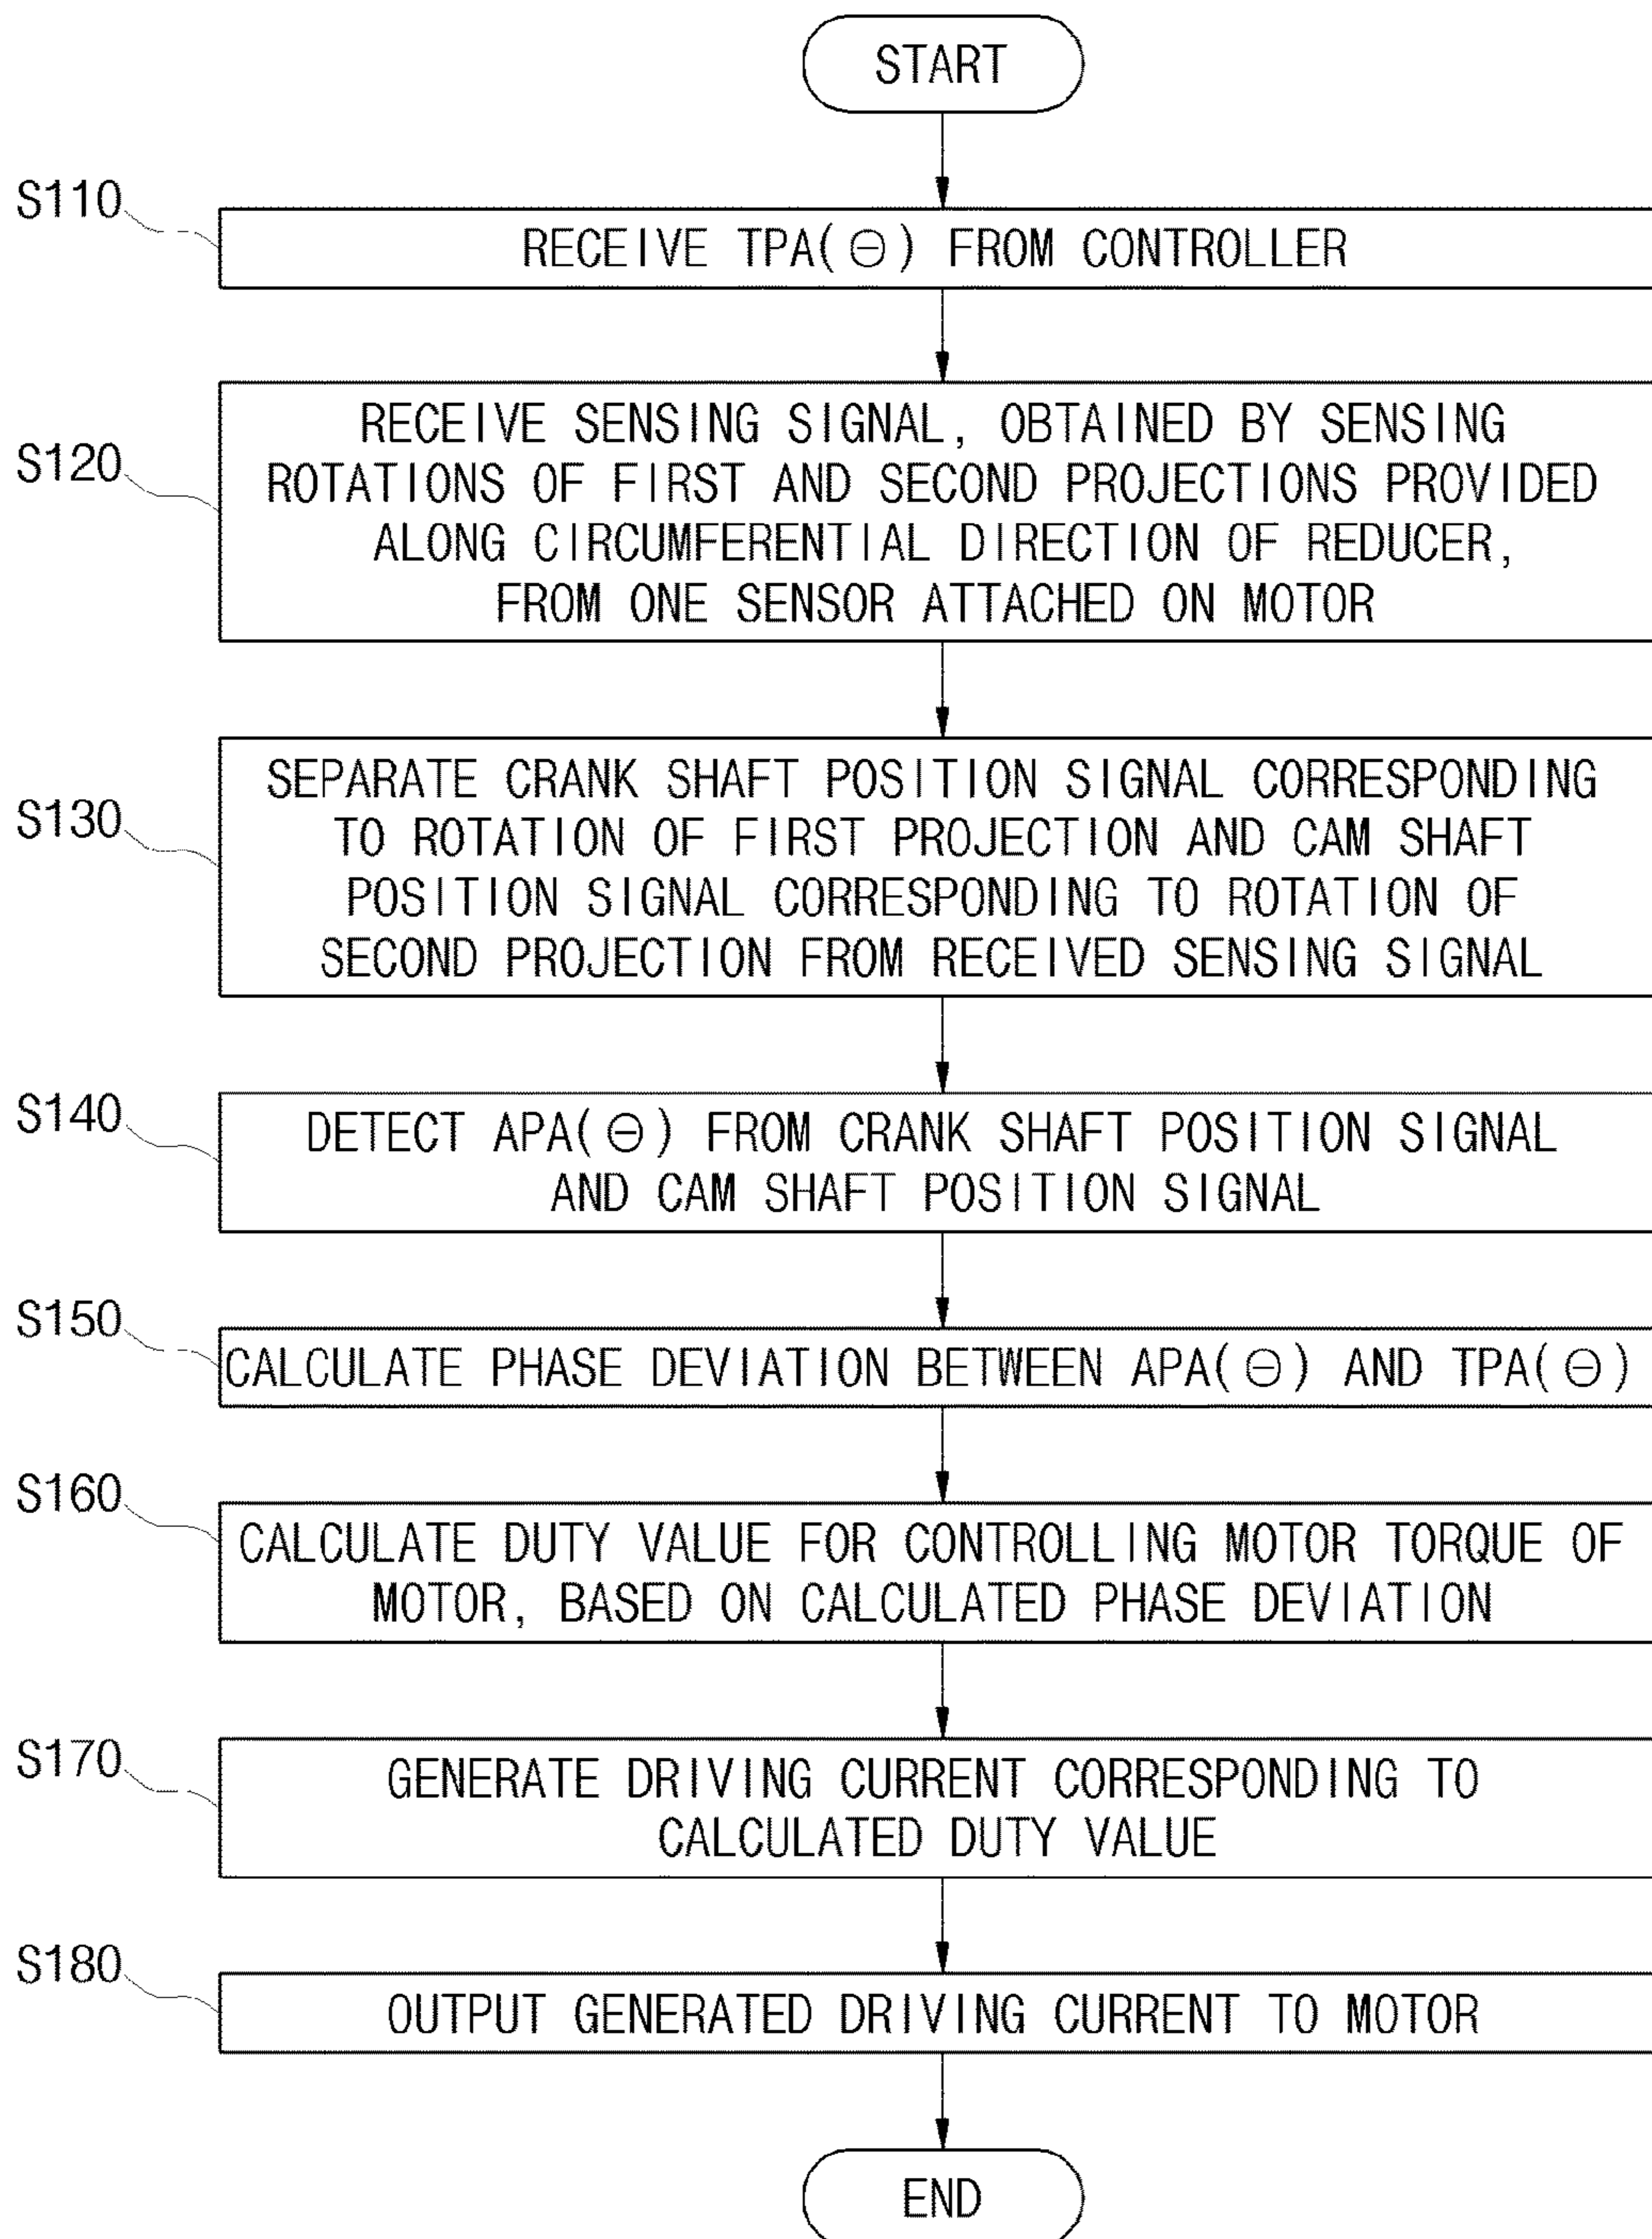 START
S110
RECEIVE TPA(Θ) FROM CONTROLLER
S120
RECEIVE SENSING SIGNAL, OBTAINED BY SENSING
ROTATIONS OF FIRST AND SECOND PROJECTIONS PROVIDED
ALONG CIRCUMFERENTIAL DIRECTION OF REDUCER,
FROM ONE SENSOR ATTACHED ON MOTOR
S130
SEPARATE CRANK SHAFT POSITION SIGNAL CORRESPONDING
TO ROTATION OF FIRST PROJECTION AND CAM SHAFT
POSITION SIGNAL CORRESPONDING TO ROTATION OF
SECOND PROJECTION FROM RECEIVED SENSING SIGNAL
S140
DETECT APA(Θ) FROM CRANK SHAFT POSITION SIGNAL
AND CAM SHAFT POSITION SIGNAL
S150
CALCULATE PHASE DEVIATION BETWEEN APA(Θ) AND TPA(Θ)
S160
CALCULATE DUTY VALUE FOR CONTROLLING MOTOR TORQUE OF
MOTOR, BASED ON CALCULATED PHASE DEVIATION
S170
GENERATE DRIVING CURRENT CORRESPONDING TO
CALCULATED DUTY VALUE
S180
OUTPUT GENERATED DRIVING CURRENT TO MOTOR
END